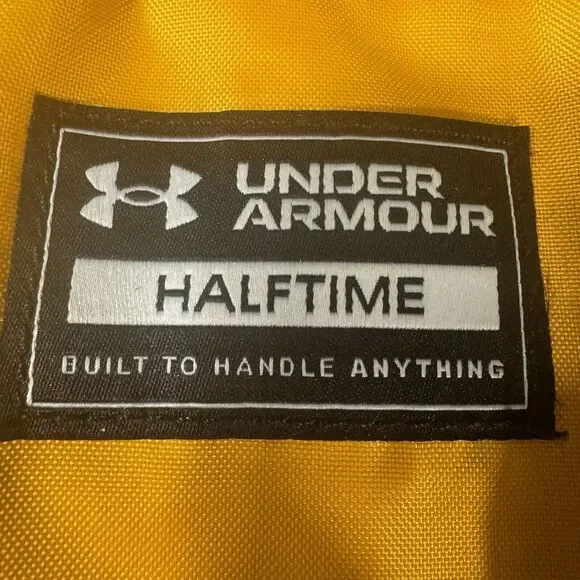 UNDER
ARMOUR
HALFTIME
BUILT TO HANDLE ANYTHING